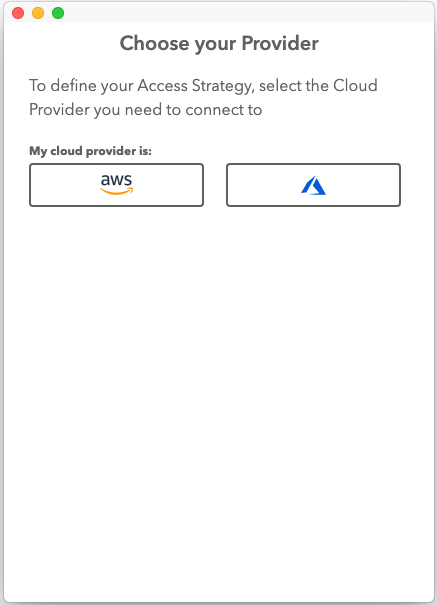 Choose your Provider
To define your Access Strategy, select the Cloud
Provider you need to connect to
My cloud provider is:
aws